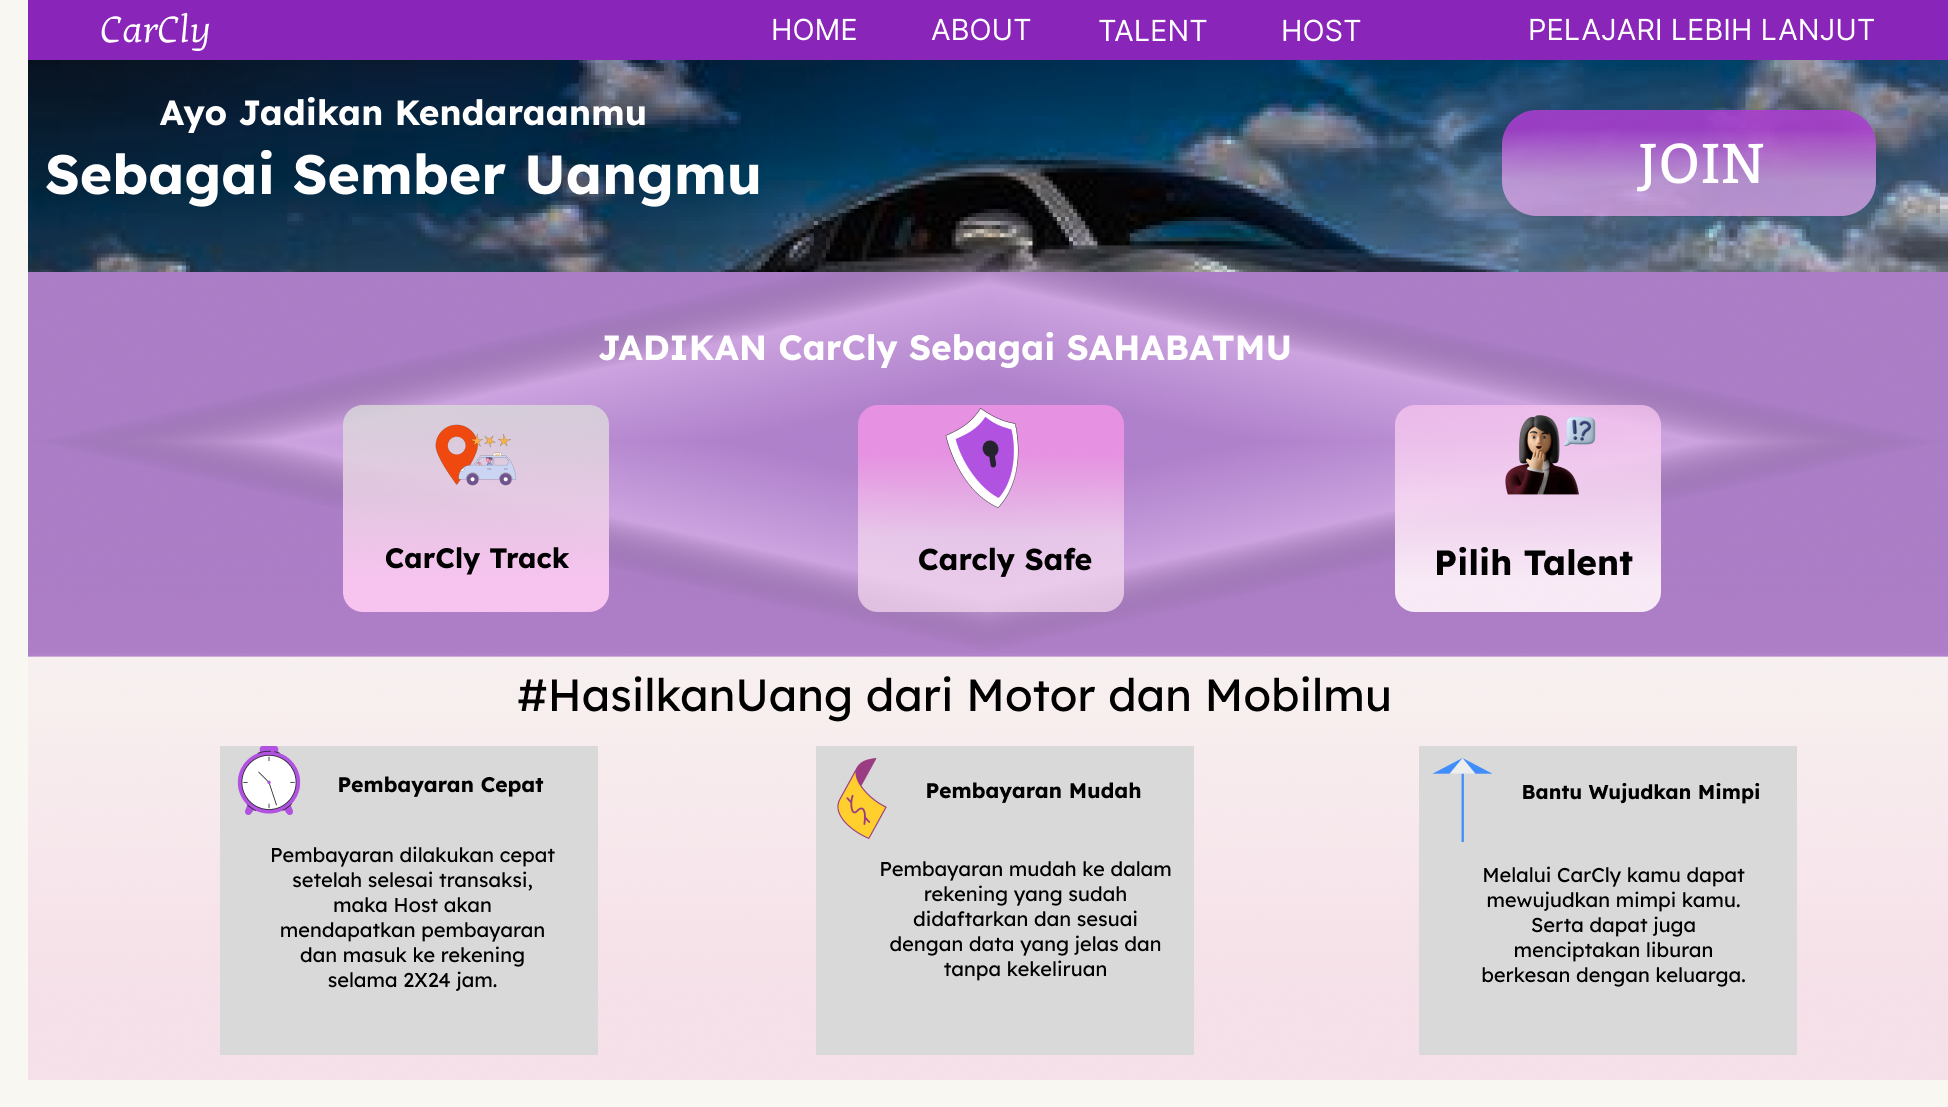 CarCly
HOME
ABOUT
TALENT
HOST
PELAJARI LEBIH LANJUT
Ayo Jadikan Kendaraanmu
Sebagai Sember Uangmu
JOIN
JADIKAN CarCly Sebagai SAHABATMU
!?
CarCly Track
Carcly Safe
Pilih Talent
#HasilkanUang dari Motor dan Mobilmu
Pembayaran Cepat
Pembayaran dilakukan cepat
setelah selesai transaksi,
maka Host akan
mendapatkan pembayaran
dan masuk ke rekening
selama 2X24 jam.
Pembayaran Mudah
Pembayaran mudah ke dalam
rekening yang sudah
didaftarkan dan sesuai
dengan data yang jelas dan
tanpa kekeliruan
Bantu Wujudkan Mimpi
Melalui CarCly kamu dapat
mewujudkan mimpi kamu.
Serta dapat juga
menciptakan liburan
berkesan dengan keluarga.